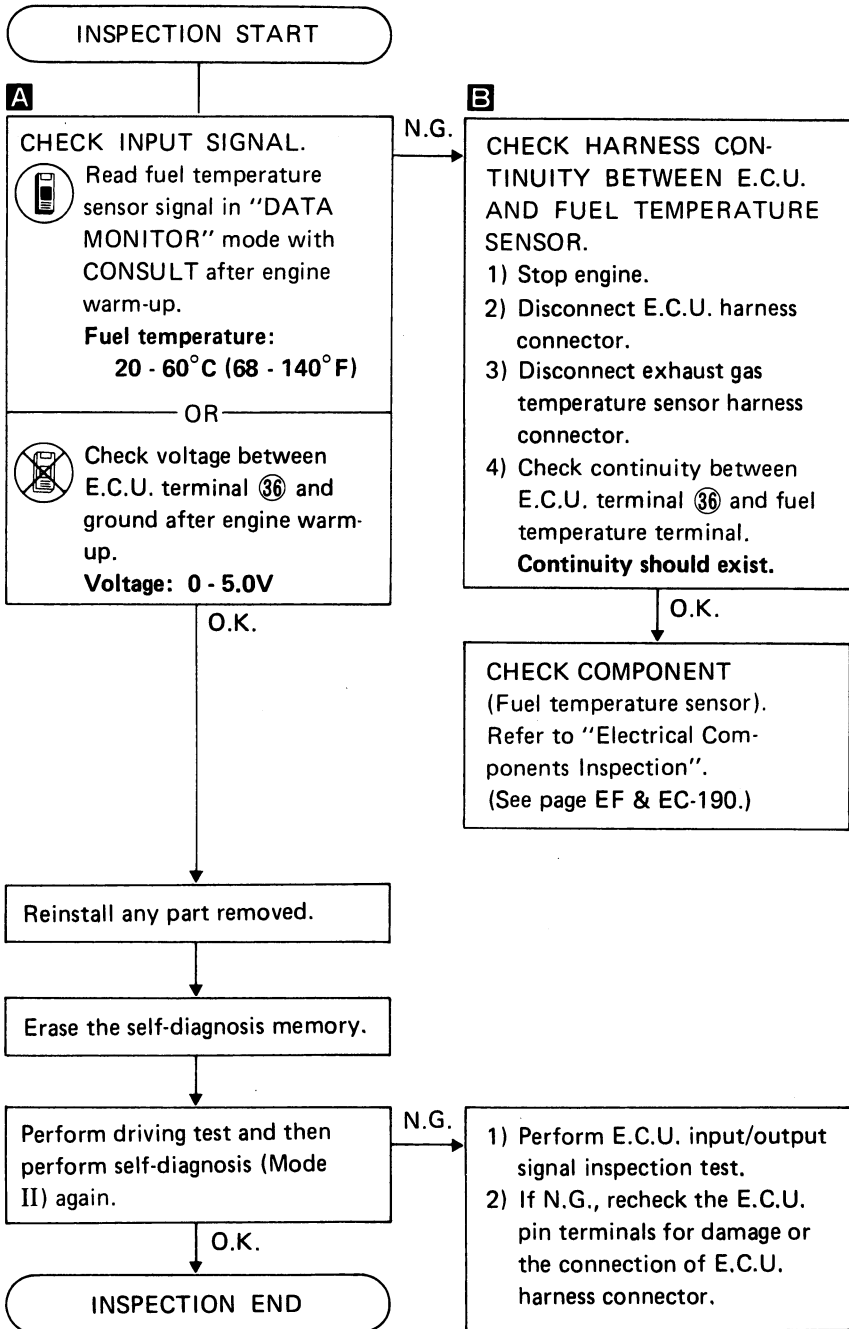 INSPECTION START
A
CHECK INPUT SIGNAL.
Read fuel temperature
sensor signal in "DATA
MONITOR" mode with
CONSULT after engine
warm-up.
Fuel temperature:
20 - 60°C (68 - 140°F)
OR
Check voltage between
E.C.U. terminal ㊱ and
ground after engine warm-
up.
Voltage: 0 - 5.0V
N.G.
B
CHECK HARNESS CON-
TINUITY BETWEEN E.C.U.
AND FUEL TEMPERATURE
SENSOR.
1) Stop engine.
2) Disconnect E.C.U. harness
connector.
3) Disconnect exhaust gas
temperature sensor harness
connector.
4) Check continuity between
E.C.U. terminal ㊱ and fuel
temperature terminal.
Continuity should exist.
O.K.
CHECK COMPONENT
(Fuel temperature sensor).
Refer to "Electrical Com-
ponents Inspection".
(See page EF & EC-190.)
O.K.
Reinstall any part removed.
Erase the self-diagnosis memory.
Perform driving test and then
perform self-diagnosis (Mode
II) again.
N.G.
1) Perform E.C.U. input/output
signal inspection test.
2) If N.G., recheck the E.C.U.
pin terminals for damage or
the connection of E.C.U.
harness connector.
O.K.
INSPECTION END